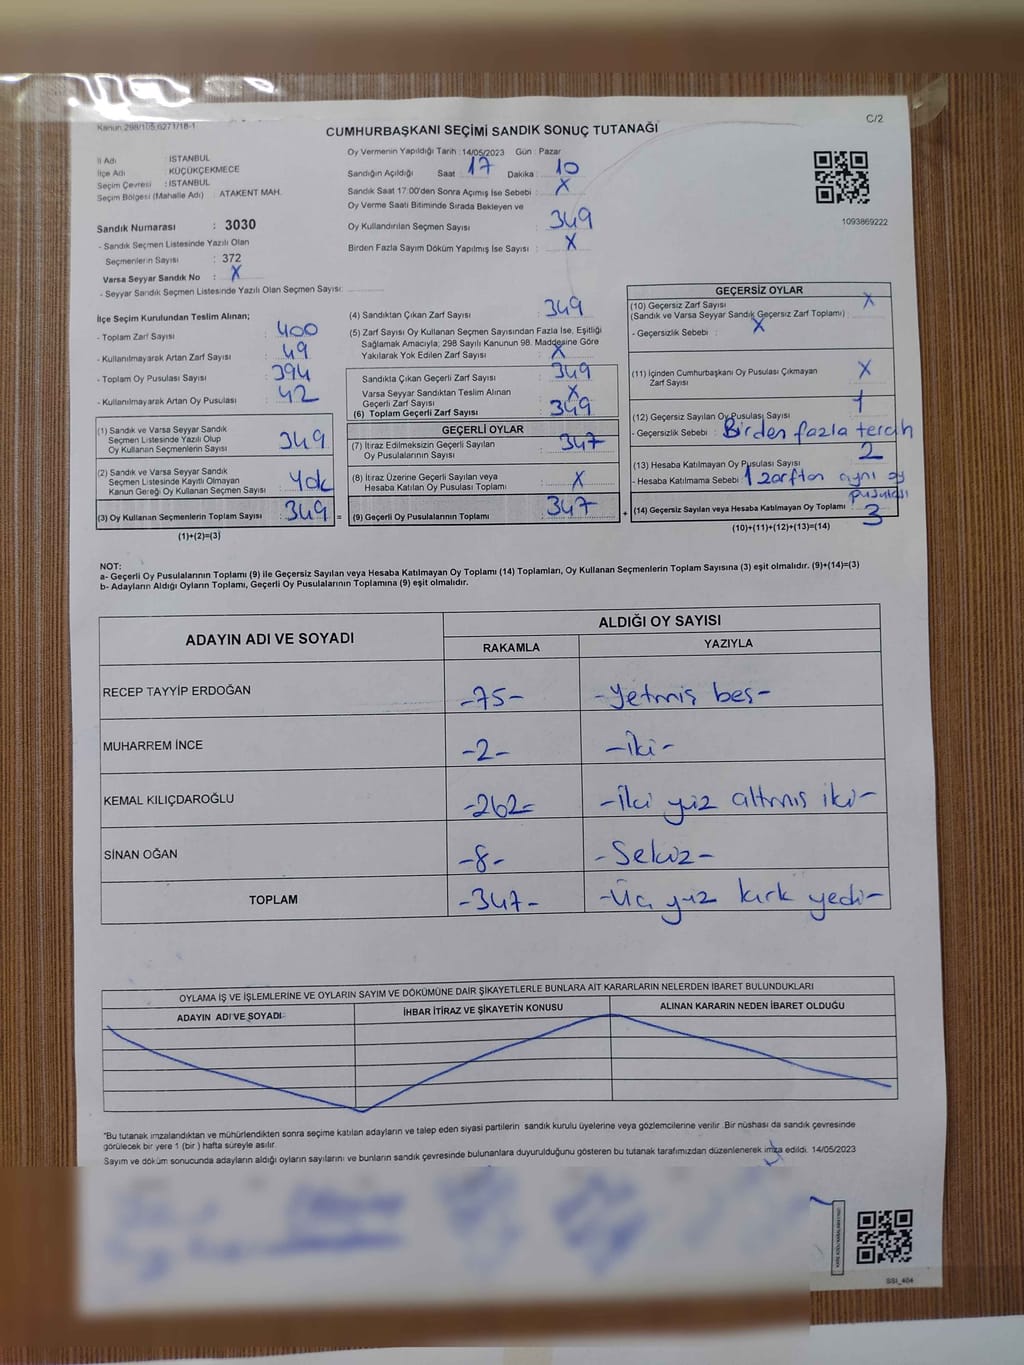 Kanun:298/105,6271/18-1
C/2
CUMHURBAŞKANI SEÇİMİ SANDIK SONUÇ TUTANAĞI
İl Adı : İSTANBUL
İlçe Adı : KÜÇÜKÇEKMECE
Seçim Çevresi : İSTANBUL
Seçim Bölgesi (Mahalle Adı) : ATAKENT MAH.
Sandık Numarası : 3030
- Sandık Seçmen Listesinde Yazılı Olan
Seçmenlerin Sayısı : 372
Varsa Seyyar Sandık No : X
- Seyyar Sandık Seçmen Listesinde Yazılı Olan Seçmen Sayısı:
Oy Vermenin Yapıldığı Tarih :14/05/2023 Gün : Pazar
Sandığın Açıldığı Saat : 17 Dakika : 10
Sandık Saat 17:00'den Sonra Açımış İse Sebebi : X
Oy Verme Saati Bitiminde Sırada Bekleyen ve
Oy Kullandırılan Seçmen Sayısı : 349
Birden Fazla Sayım Döküm Yapılmış İse Sayısı : X
1093869222
İlçe Seçim Kurulundan Teslim Alınan;
- Toplam Zarf Sayısı : 400
- Kullanılmayarak Artan Zarf Sayısı : 49
- Toplam Oy Pusulası Sayısı : 394
- Kullanılmayarak Artan Oy Pusulası : 42
(1) Sandık ve Varsa Seyyar Sandık
Seçmen Listesinde Yazılı Olup
Oy Kullanan Seçmenlerin Sayısı : 349
(2) Sandık ve Varsa Seyyar Sandık
Seçmen Listesinde Kayıtlı Olmayan
Kanun Gereği Oy Kullanan Seçmen Sayısı : Yok
(3) Oy Kullanan Seçmenlerin Toplam Sayısı : 349 =
(1)+(2)=(3)
(4) Sandıktan Çıkan Zarf Sayısı : 349
(5) Zarf Sayısı Oy Kullanan Seçmen Sayısından Fazla İse, Eşitliği
Sağlamak Amacıyla; 298 Sayılı Kanunun 98. Maddesine Göre
Yakılarak Yok Edilen Zarf Sayısı : X
Sandıkta Çıkan Geçerli Zarf Sayısı : 349
Varsa Seyyar Sandıktan Teslim Alınan
Geçerli Zarf Sayısı : X
(6) Toplam Geçerli Zarf Sayısı : 349
GEÇERLİ OYLAR
(7) İtiraz Edilmeksizin Geçerli Sayılan
Oy Pusulalarının Sayısı : 347
(8) İtiraz Üzerine Geçerli Sayılan veya
Hesaba Katılan Oy Pusulası Toplamı : X
(9) Geçerli Oy Pusulalarının Toplamı : 347 +
GEÇERSİZ OYLAR
(10) Geçersiz Zarf Sayısı : X
(Sandık ve Varsa Seyyar Sandık Geçersiz Zarf Toplamı)
- Geçersizlik Sebebi : X
(11) İçinden Cumhurbaşkanı Oy Pusulası Çıkmayan
Zarf Sayısı : X
(12) Geçersiz Sayılan Oy Pusulası Sayısı : 1
- Geçersizlik Sebebi : Birden fazla tercih
(13) Hesaba Katılmayan Oy Pusulası Sayısı : 2
- Hesaba Katılmama Sebebi : 1 zarftan aynı oy
pusulası
(14) Geçersiz Sayılan veya Hesaba Katılmayan Oy Toplamı : 3
(10)+(11)+(12)+(13)=(14)
NOT:
a- Geçerli Oy Pusulalarının Toplamı (9) ile Geçersiz Sayılan veya Hesaba Katılmayan Oy Toplamı (14) Toplamları, Oy Kullanan Seçmenlerin Toplam Sayısına (3) eşit olmalıdır. (9)+(14)=(3)
b- Adayların Aldığı Oyların Toplamı, Geçerli Oy Pusulalarının Toplamına (9) eşit olmalıdır.
ADAYIN ADI VE SOYADI
ALDIĞI OY SAYISI
RAKAMLA YAZIYLA
RECEP TAYYİP ERDOĞAN -75- -Yetmiş beş-
MUHARREM İNCE -2- -İki-
KEMAL KILIÇDAROĞLU -262- -İki yüz altmış iki-
SİNAN OĞAN -8- -Sekiz-
TOPLAM -347- -Üç yüz kırk yedi-
OYLAMA İŞ VE İŞLEMLERİNE VE OYLARIN SAYIM VE DÖKÜMÜNE DAİR ŞİKAYETLERLE BUNLARA AİT KARARLARIN NELERDEN İBARET BULUNDUKLARI
ADAYIN ADI VE SOYADI İHBAR İTİRAZ VE ŞİKAYETİN KONUSU ALINAN KARARIN NEDEN İBARET OLDUĞU
*Bu tutanak imzalandıktan ve mühürlendikten sonra seçime katılan adayların ve talep eden siyasi partilerin sandık kurulu üyelerine veya gözlemcilerine verilir .Bir nüshası da sandık çevresinde
görülecek bir yere 1 (bir ) hafta süreyle asılır.
Sayım ve döküm sonucunda adayların aldığı oyların sayılarını ve bunların sandık çevresinde bulunanlara duyurulduğunu gösteren bu tutanak tarafımızdan düzenlenerek imza edildi. 14/05/2023
SSİ_464